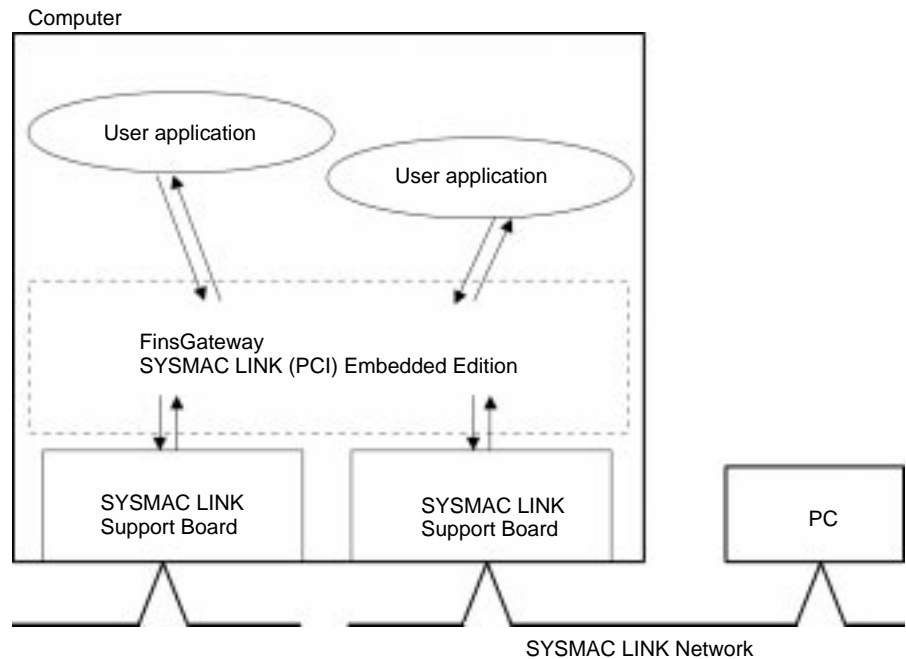 Computer
User application
User application
FinsGateway
SYSMAC LINK (PCI) Embedded Edition
SYSMAC LINK
Support Board
SYSMAC LINK
Support Board
PC
SYSMAC LINK Network